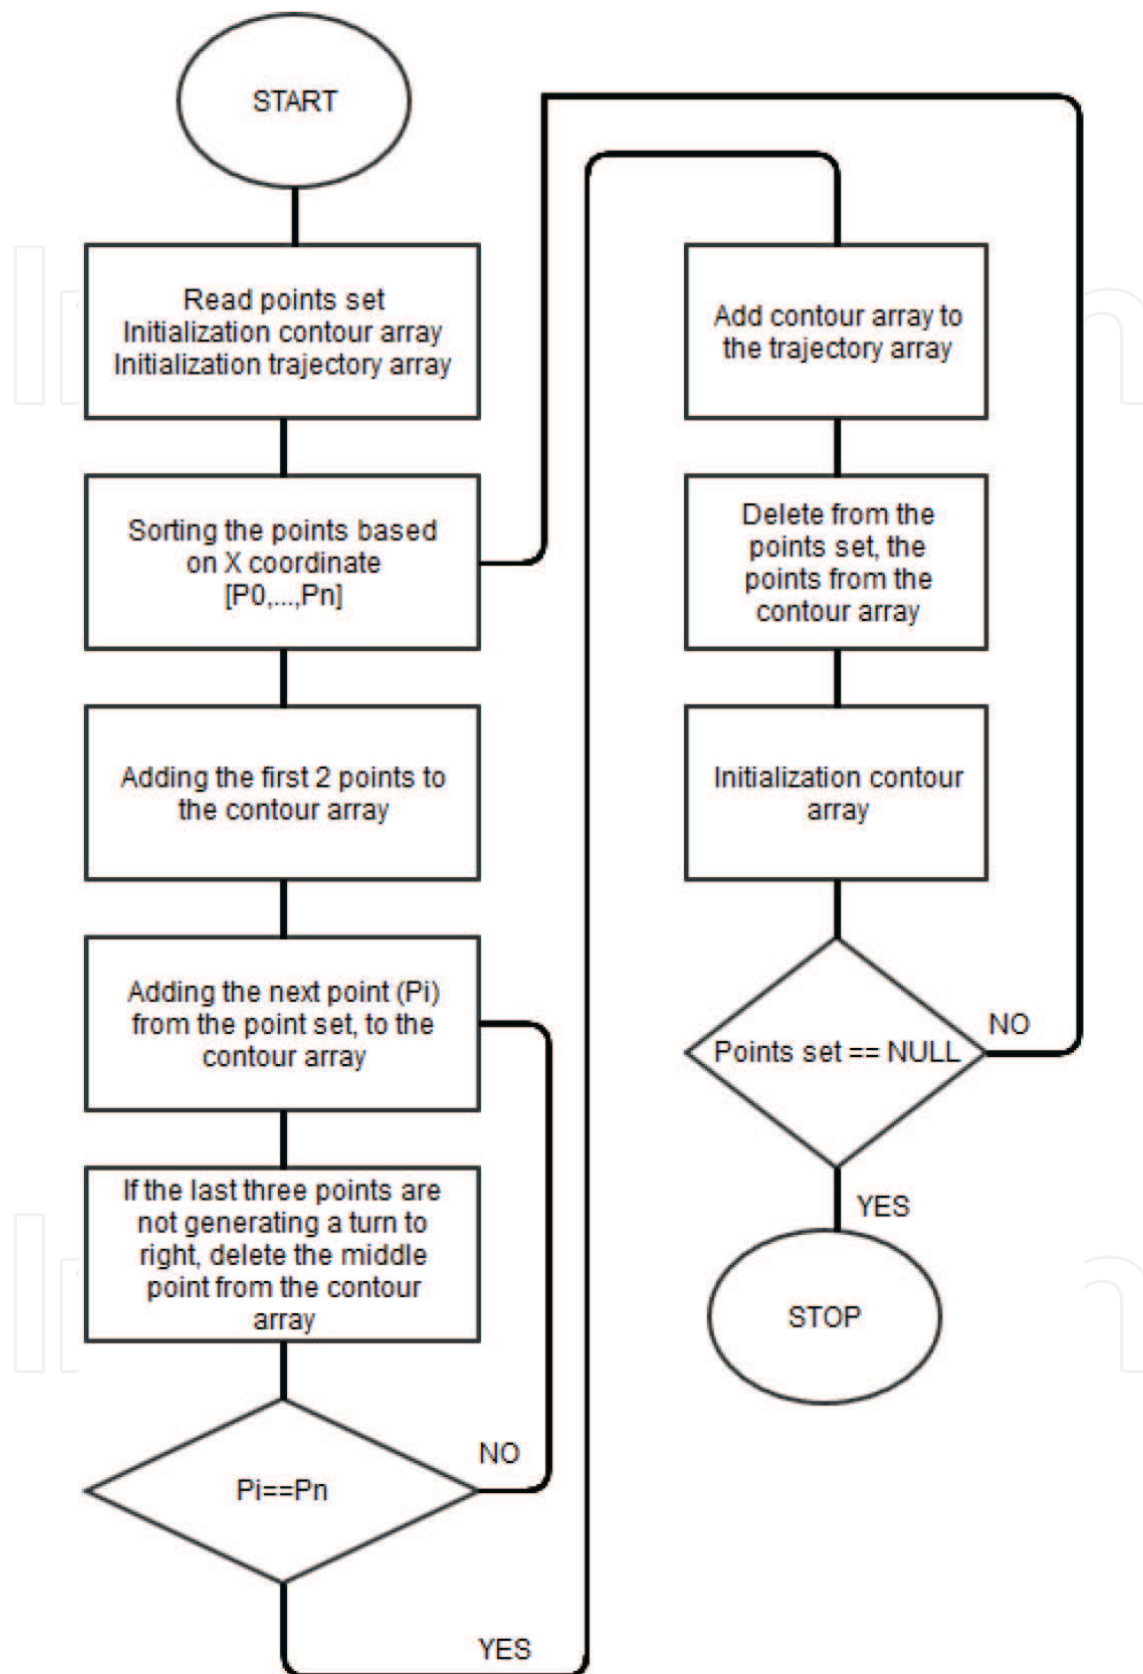 START
Read points set
Initialization contour array
Initialization trajectory array
Sorting the points based
on X coordinate
[P0,...,Pn]
Adding the first 2 points to
the contour array
Adding the next point (Pi)
from the point set, to the
contour array
If the last three points are
not generating a turn to
right, delete the middle
point from the contour
array
Pi==Pn
NO
YES
Add contour array to
the trajectory array
Delete from the
points set, the
points from the
contour array
Initialization contour
array
Points set == NULL
NO
YES
STOP